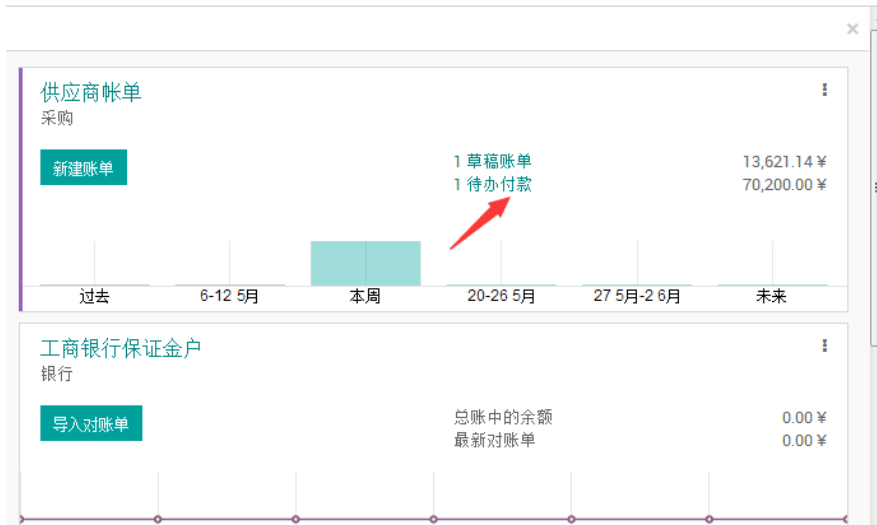 ×
供应商帐单
采购
新建账单
1 草稿账单 13,621.14 ¥
1 待办付款 70,200.00 ¥
过去 6-12 5月 本周 20-26 5月 27 5月-2 6月 未来
工商银行保证金户
银行
导入对账单
总账中的余额 0.00 ¥
最新对账单 0.00 ¥